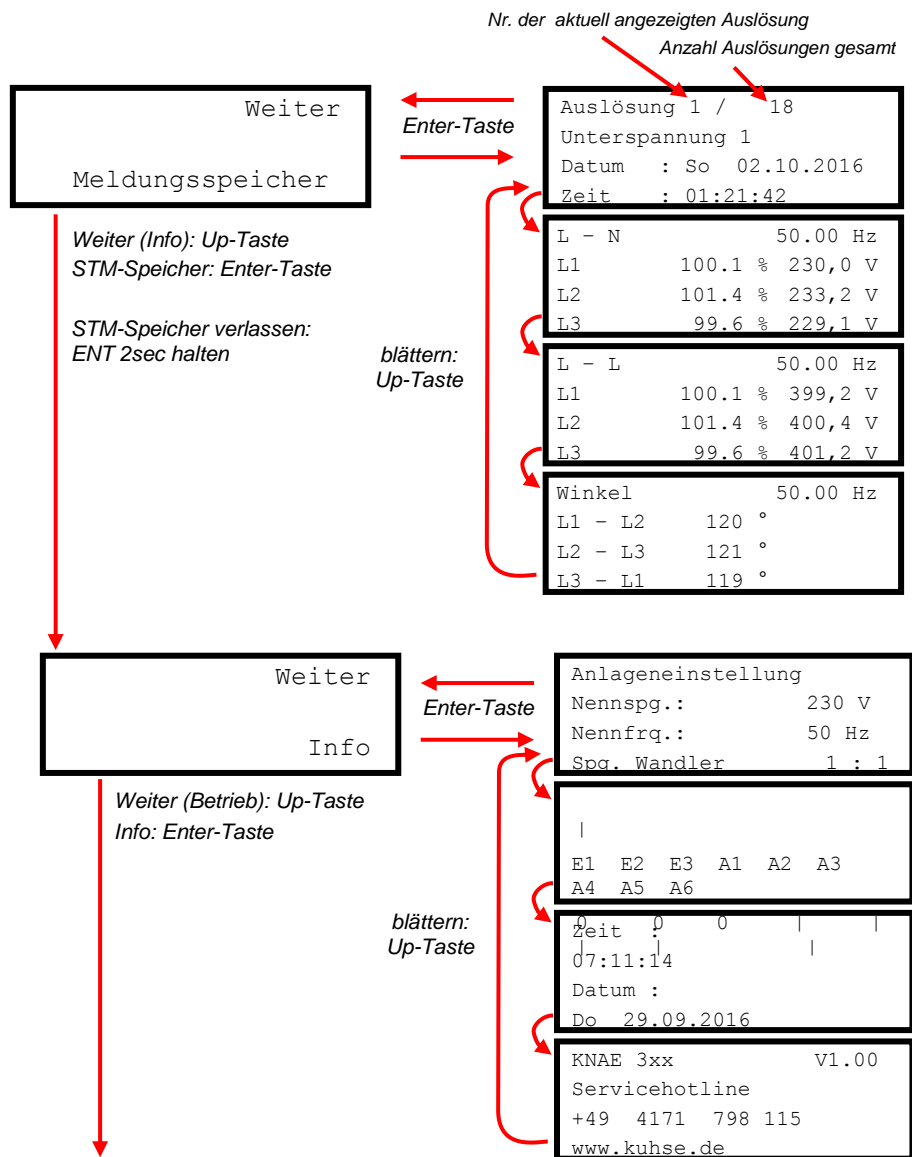 Nr. der aktuell angezeigten Auslösung
Anzahl Auslösungen gesamt
Weiter
Meldungsspeicher
Enter-Taste
Auslösung 1 / 18
Unterspannung 1
Datum : So 02.10.2016
Zeit : 01:21:42
Weiter (Info): Up-Taste
STM-Speicher: Enter-Taste
STM-Speicher verlassen:
ENT 2sec halten
blättern:
Up-Taste
L – N 50.00 Hz
L1 100.1 % 230,0 V
L2 101.4 % 233,2 V
L3 99.6 % 229,1 V
L – L 50.00 Hz
L1 100.1 % 399,2 V
L2 101.4 % 400,4 V
L3 99.6 % 401,2 V
Winkel 50.00 Hz
L1 – L2 120 °
L2 – L3 121 °
L3 – L1 119 °
Weiter
Info
Enter-Taste
Anlageneinstellung
Nennspg.: 230 V
Nennfrq.: 50 Hz
Spg. Wandler 1 : 1
Weiter (Betrieb): Up-Taste
Info: Enter-Taste
blättern:
Up-Taste
|
E1 E2 E3 A1 A2 A3
A4 A5 A6
0 0 0 | |
| | |
Zeit :
07:11:14
Datum :
Do 29.09.2016
KNAE 3xx V1.00
Servicehotline
+49 4171 798 115
www.kuhse.de